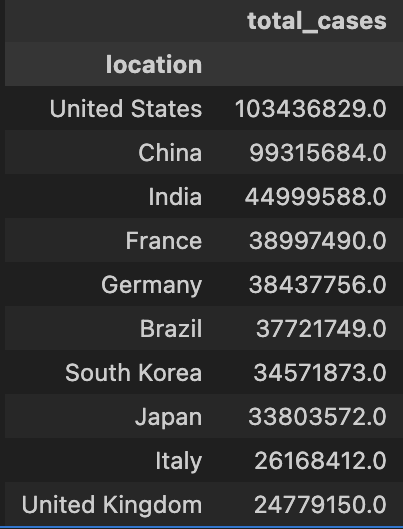 total_cases
location
United States 103436829.0
China 99315684.0
India 44999588.0
France 38997490.0
Germany 38437756.0
Brazil 37721749.0
South Korea 34571873.0
Japan 33803572.0
Italy 26168412.0
United Kingdom 24779150.0